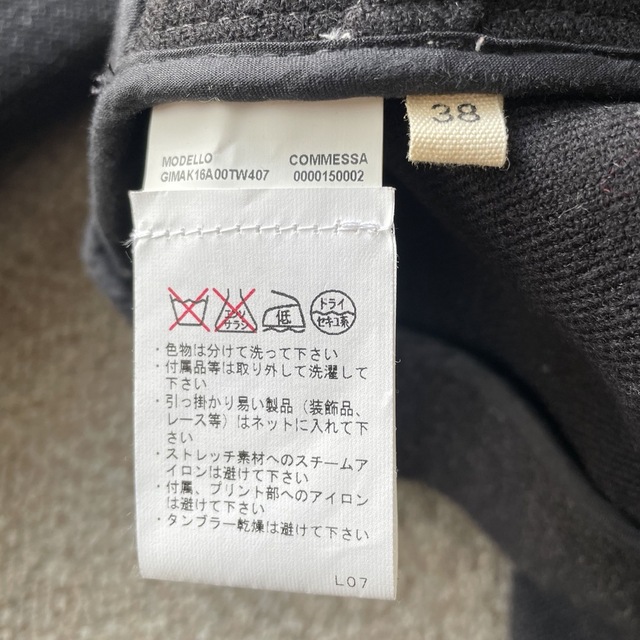 38
MODELLO COMMESSA
GIMAK16A00TW407 0000150002
エンソ
サラシ
低
ドライ
セキユ系
・色物は分けて洗って下さい
・付属品等は取り外して洗濯して
下さい
・引っ掛かり易い製品（装飾品、
レース等）はネットに入れて下
さい
・ストレッチ素材へのスチームア
イロンは避けて下さい
・付属、プリント部へのアイロン
は避けて下さい
・タンブラー乾燥は避けて下さい
L07